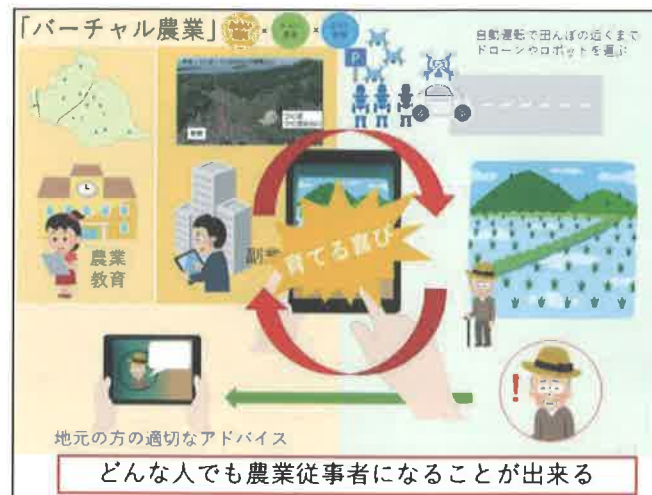 「バーチャル農業」
× ×
自動運転で田んぼの近くまで
ドローンやロボットを運ぶ
P
農業
教育
副業
育てる喜び
!
地元の方の適切なアドバイス
どんな人でも農業従事者になることが出来る